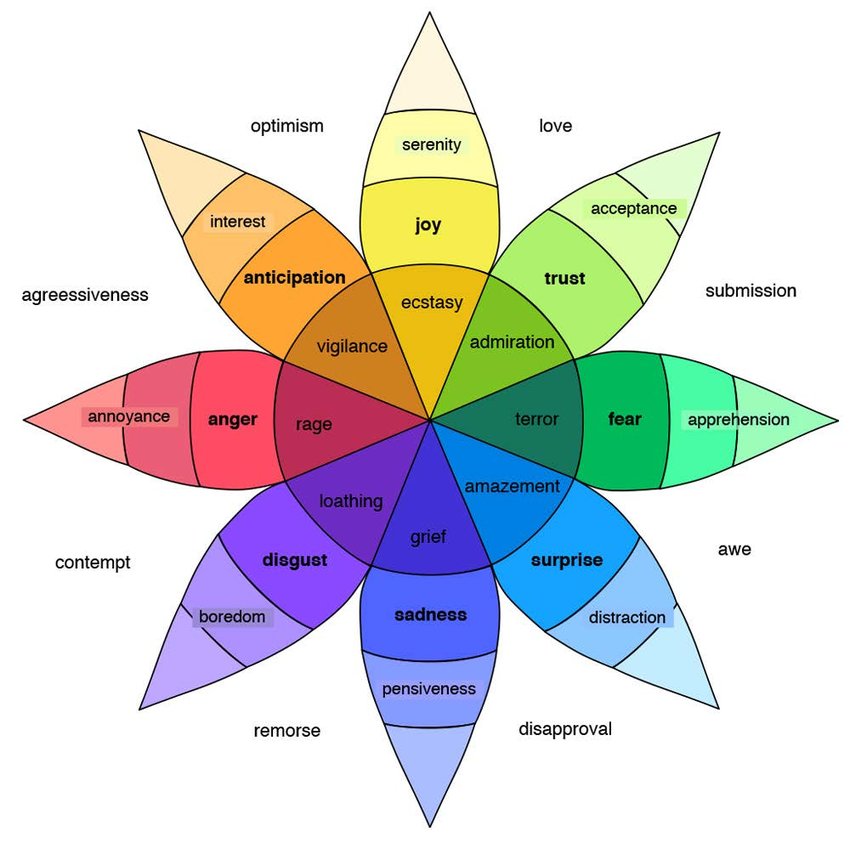 optimism
love
serenity
interest
acceptance
joy
anticipation
trust
agreessiveness
submission
ecstasy
vigilance
admiration
annoyance
anger
rage
terror
fear
apprehension
loathing
amazement
grief
contempt
disgust
surprise
awe
boredom
sadness
distraction
pensiveness
remorse
disapproval